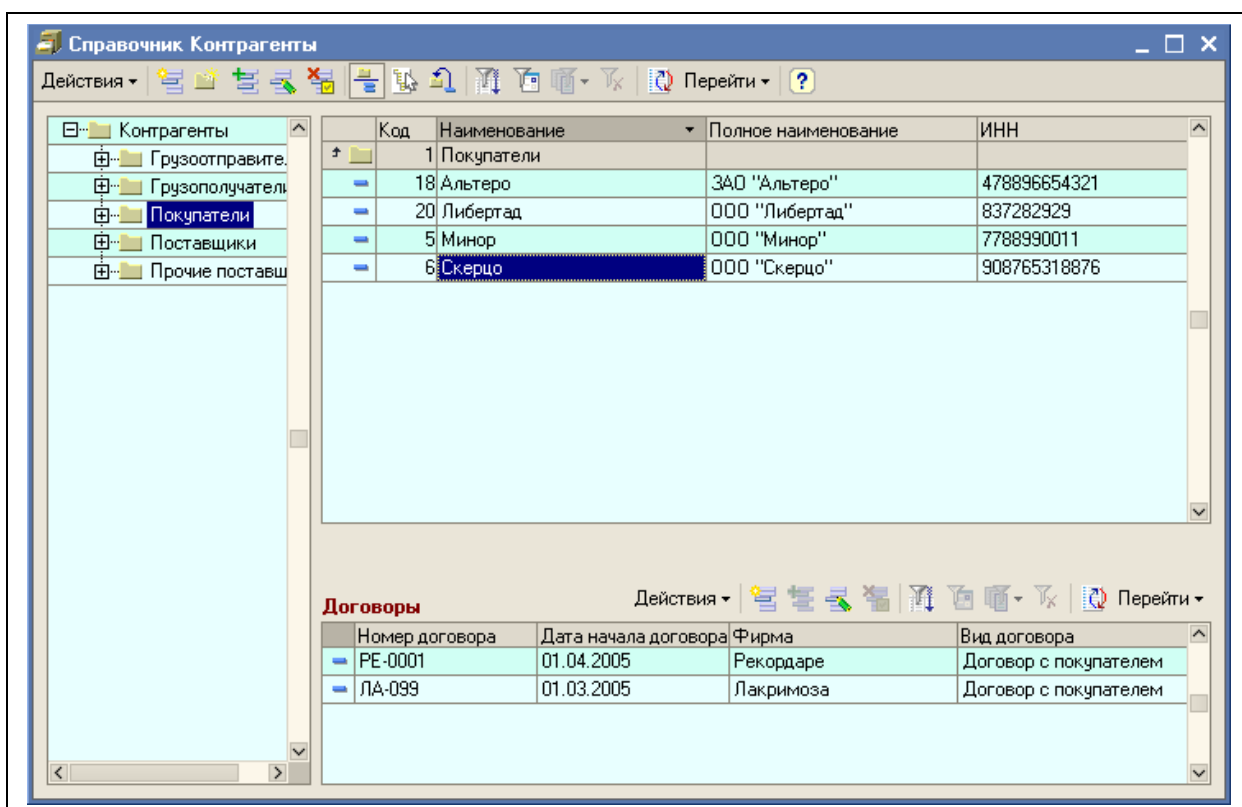 Справочник Контрагенты
Действия Перейти ?
Контрагенты
Грузоотправите.
Грузополучатели
Покупатели
Поставщики
Прочие поставщ
Код Наименование Полное наименование ИНН
1 Покупатели
18 Альтеро ЗАО "Альтеро" 478896654321
20 Либертад ООО "Либертад" 837282929
5 Минор ООО "Минор" 7788990011
6 Скерцо ООО "Скерцо" 908765318876
Договоры Действия Перейти
Номер договора Дата начала договора Фирма Вид договора
РЕ-0001 01.04.2005 Рекордаре Договор с покупателем
ЛА-099 01.03.2005 Лакримоза Договор с покупателем